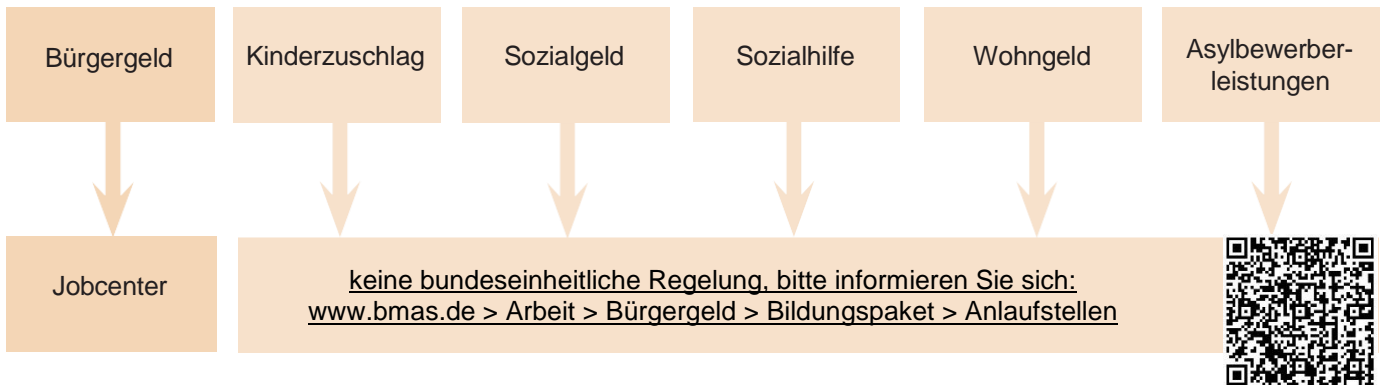 Bürgergeld
Kinderzuschlag
Sozialgeld
Sozialhilfe
Wohngeld
Asylbewerber-
leistungen
Jobcenter
keine bundeseinheitliche Regelung, bitte informieren Sie sich:
www.bmas.de > Arbeit > Bürgergeld > Bildungspaket > Anlaufstellen